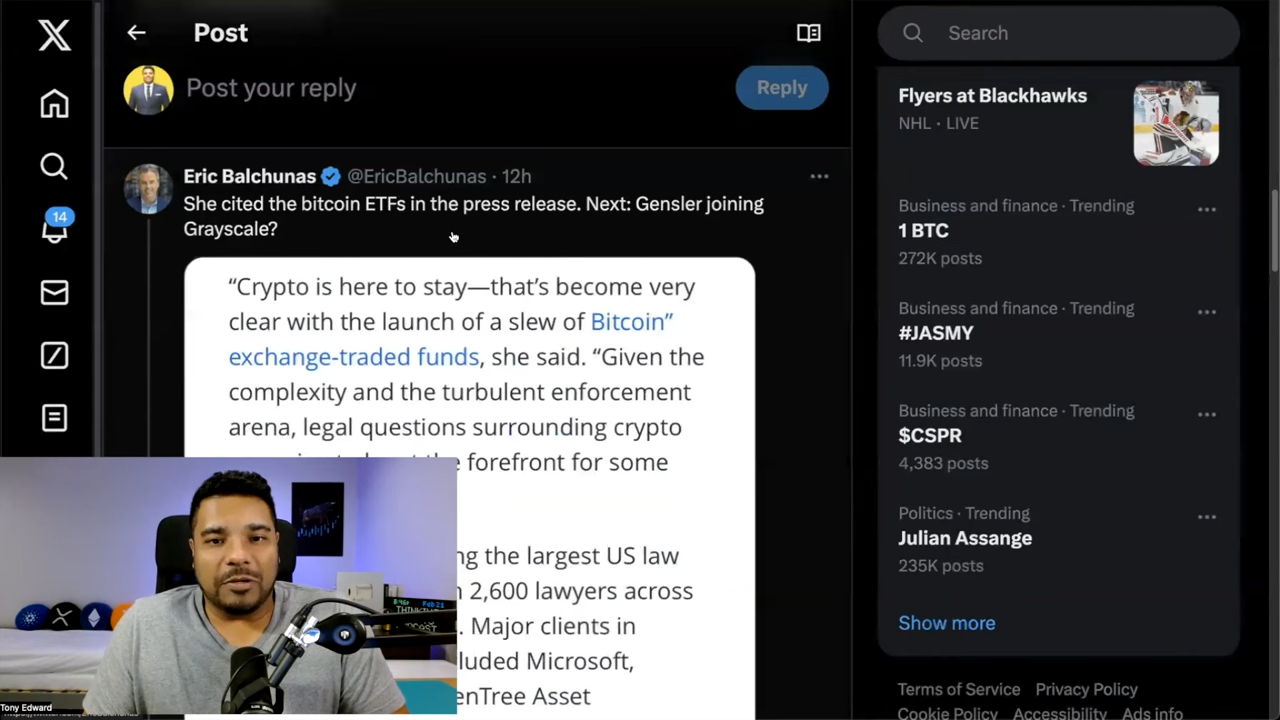 Post
Post your reply
Reply
Eric Balchunas @EricBalchunas · 12h
She cited the bitcoin ETFs in the press release. Next: Gensler joining
Grayscale?
“Crypto is here to stay—that’s become very
clear with the launch of a slew of Bitcoin”
exchange-traded funds, she said. “Given the
complexity and the turbulent enforcement
arena, legal questions surrounding crypto
the forefront for some
the largest US law
2,600 lawyers across
Major clients in
Microsoft,
Asset
14
Search
Flyers at Blackhawks
NHL · LIVE
Business and finance · Trending
1 BTC
272K posts
Business and finance · Trending
#JASMY
11.9K posts
Business and finance · Trending
$CSPR
4,383 posts
Politics · Trending
Julian Assange
235K posts
Show more
Terms of Service Privacy Policy
Cookie Policy Accessibility Ads info
Feb 21
Tony Edward